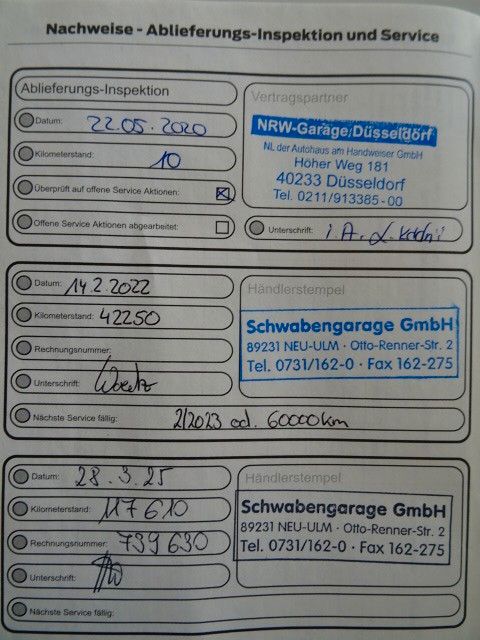 Nachweise - Ablieferungs-Inspektion und Service
Ablieferungs-Inspektion
Datum: 22.05.2020
Kilometerstand: 10
Überprüft auf offene Service Aktionen:
Offene Service Aktionen abgearbeitet:
Vertragspartner
NRW-Garage/Düsseldorf
NL der Autohaus am Handweiser GmbH
Höher Weg 181
40233 Düsseldorf
Tel. 0211/913385-00
Unterschrift: i.A.
Datum: 14.2.2022
Kilometerstand: 42250
Rechnungsnummer:
Unterschrift:
Händlerstempel
Schwabengarage GmbH
89231 NEU-ULM · Otto-Renner-Str. 2
Tel. 0731/162-0 · Fax 162-275
Nächste Service fällig: 2/2023 od. 60000km
Datum: 28.3.25
Kilometerstand: 117610
Rechnungsnummer: 739630
Unterschrift:
Händlerstempel
Schwabengarage GmbH
89231 NEU-ULM · Otto-Renner-Str. 2
Tel. 0731/162-0 · Fax 162-275
Nächste Service fällig: